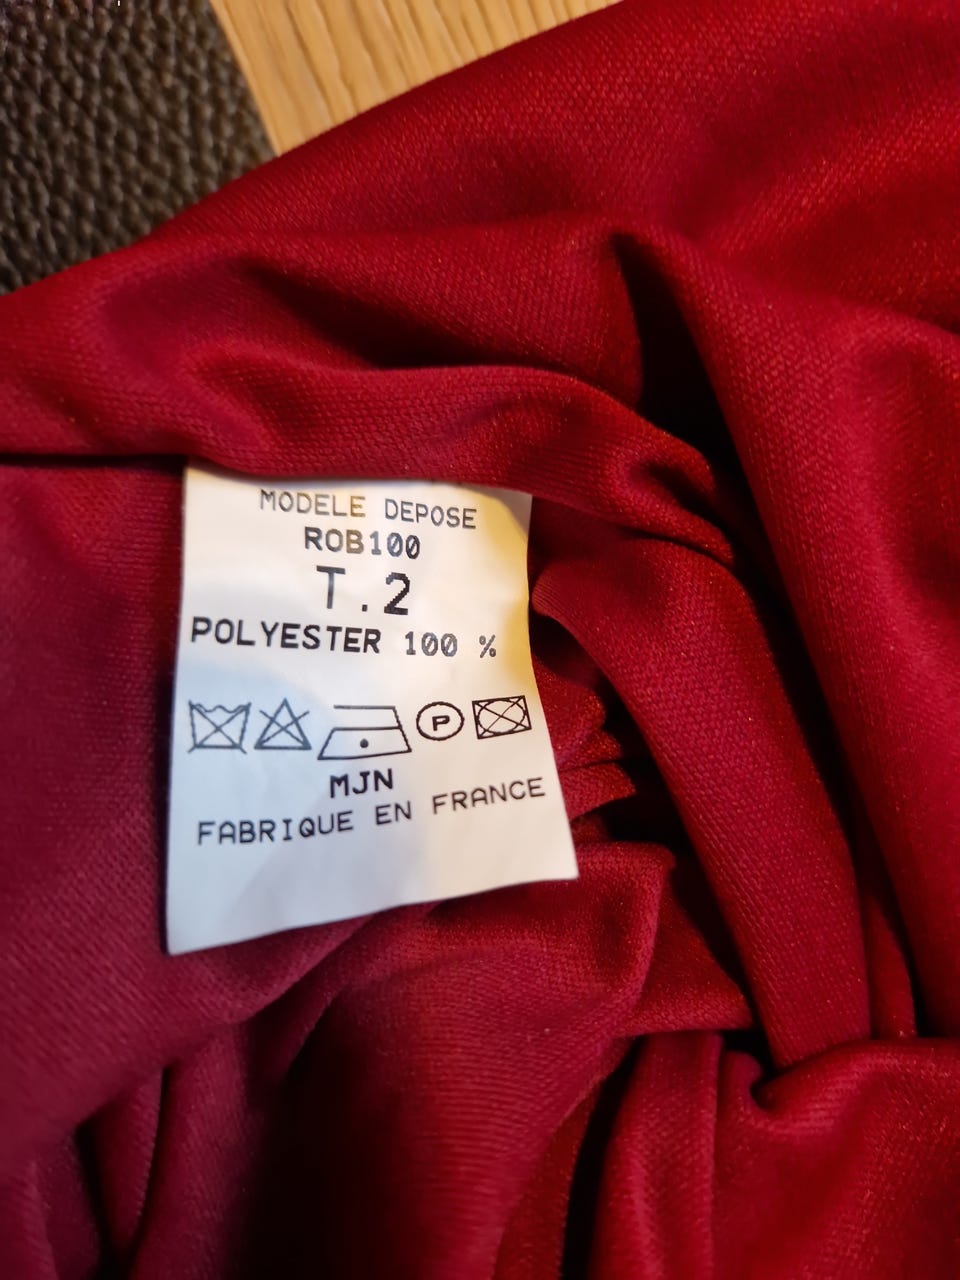 MODELE DEPOSE
ROB100
T.2
POLYESTER 100 %
P
MJN
FABRIQUE EN FRANCE